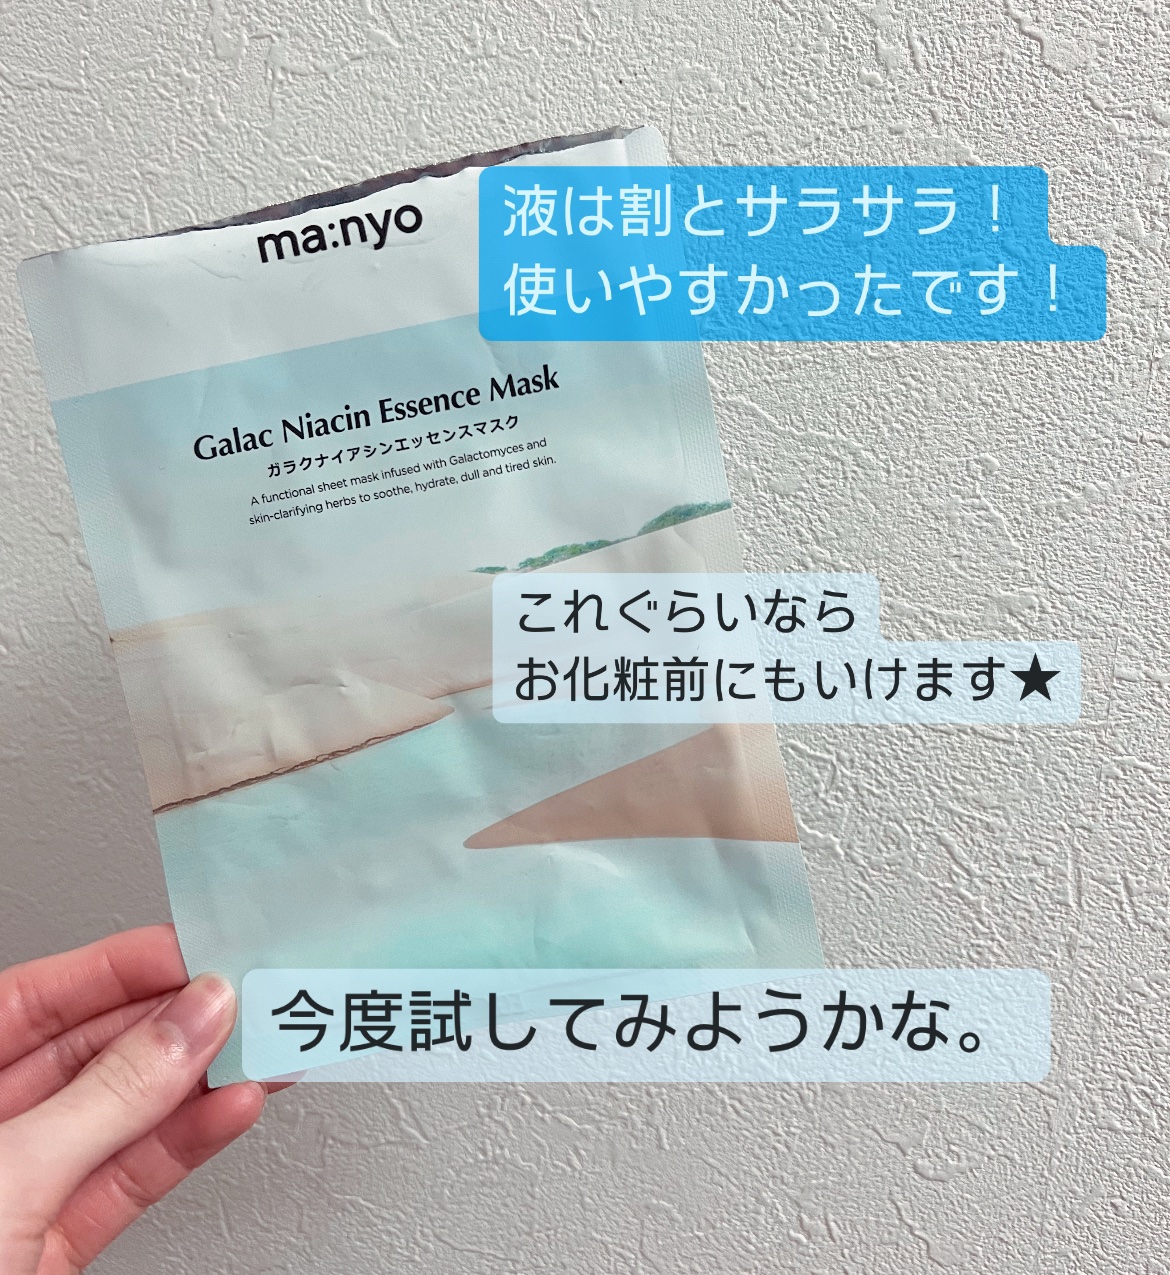 ma:nyo
液は割とサラサラ！
使いやすかったです！
Galac Niacin Essence Mask
ガラクナイアシンエッセンスマスク
A functional sheet mask infused with Galactomyces and
skin-clarifying herbs to soothe, hydrate, dull and tired skin.
これぐらいなら
お化粧前にもいけます★
今度試してみようかな。